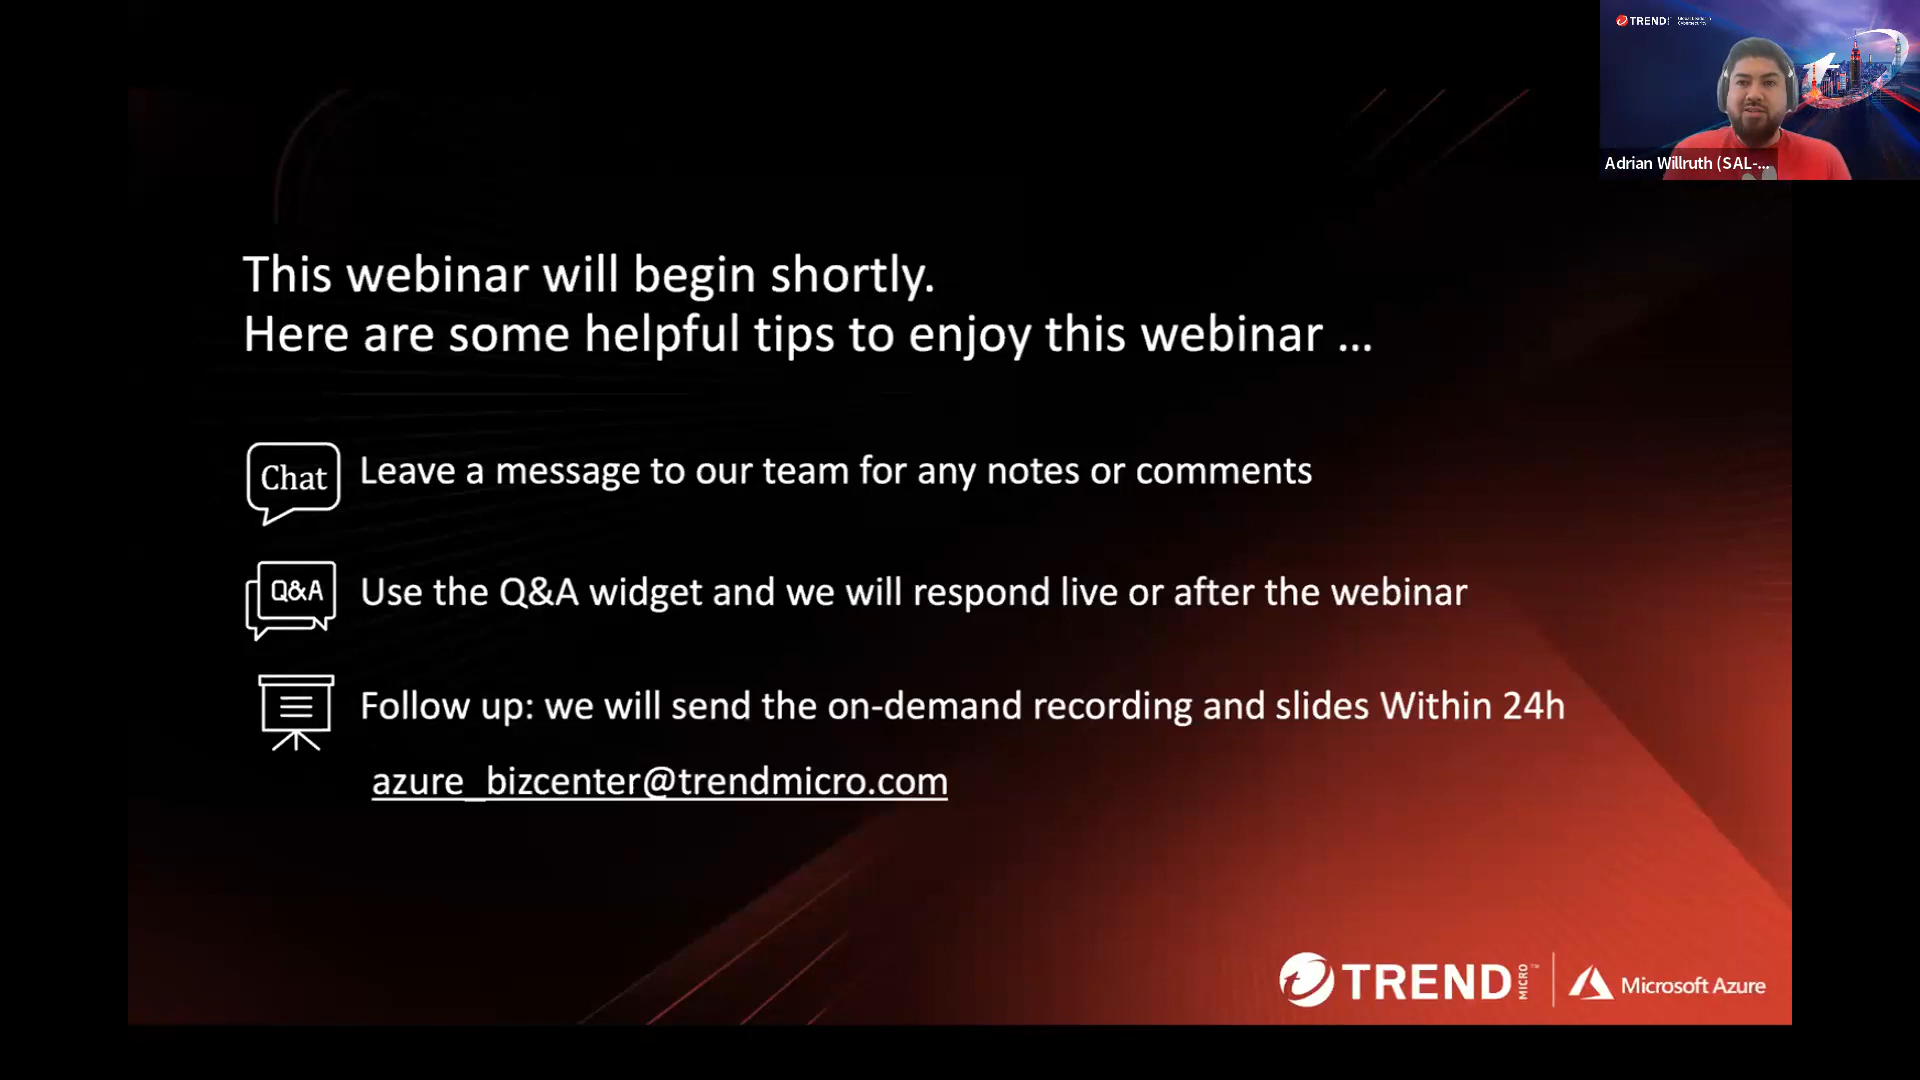 TREND
This webinar will begin shortly.
Here are some helpful tips to enjoy this webinar ...
Adrian Willruth (SAL-...
Chat
Leave a message to our team for any notes or comments
Q&A
Use the Q&A widget and we will respond live or after the webinar
Follow up: we will send the on-demand recording and slides Within 24h
azure_bizcenter@trendmicro.com
TREND MICRO™
Microsoft Azure